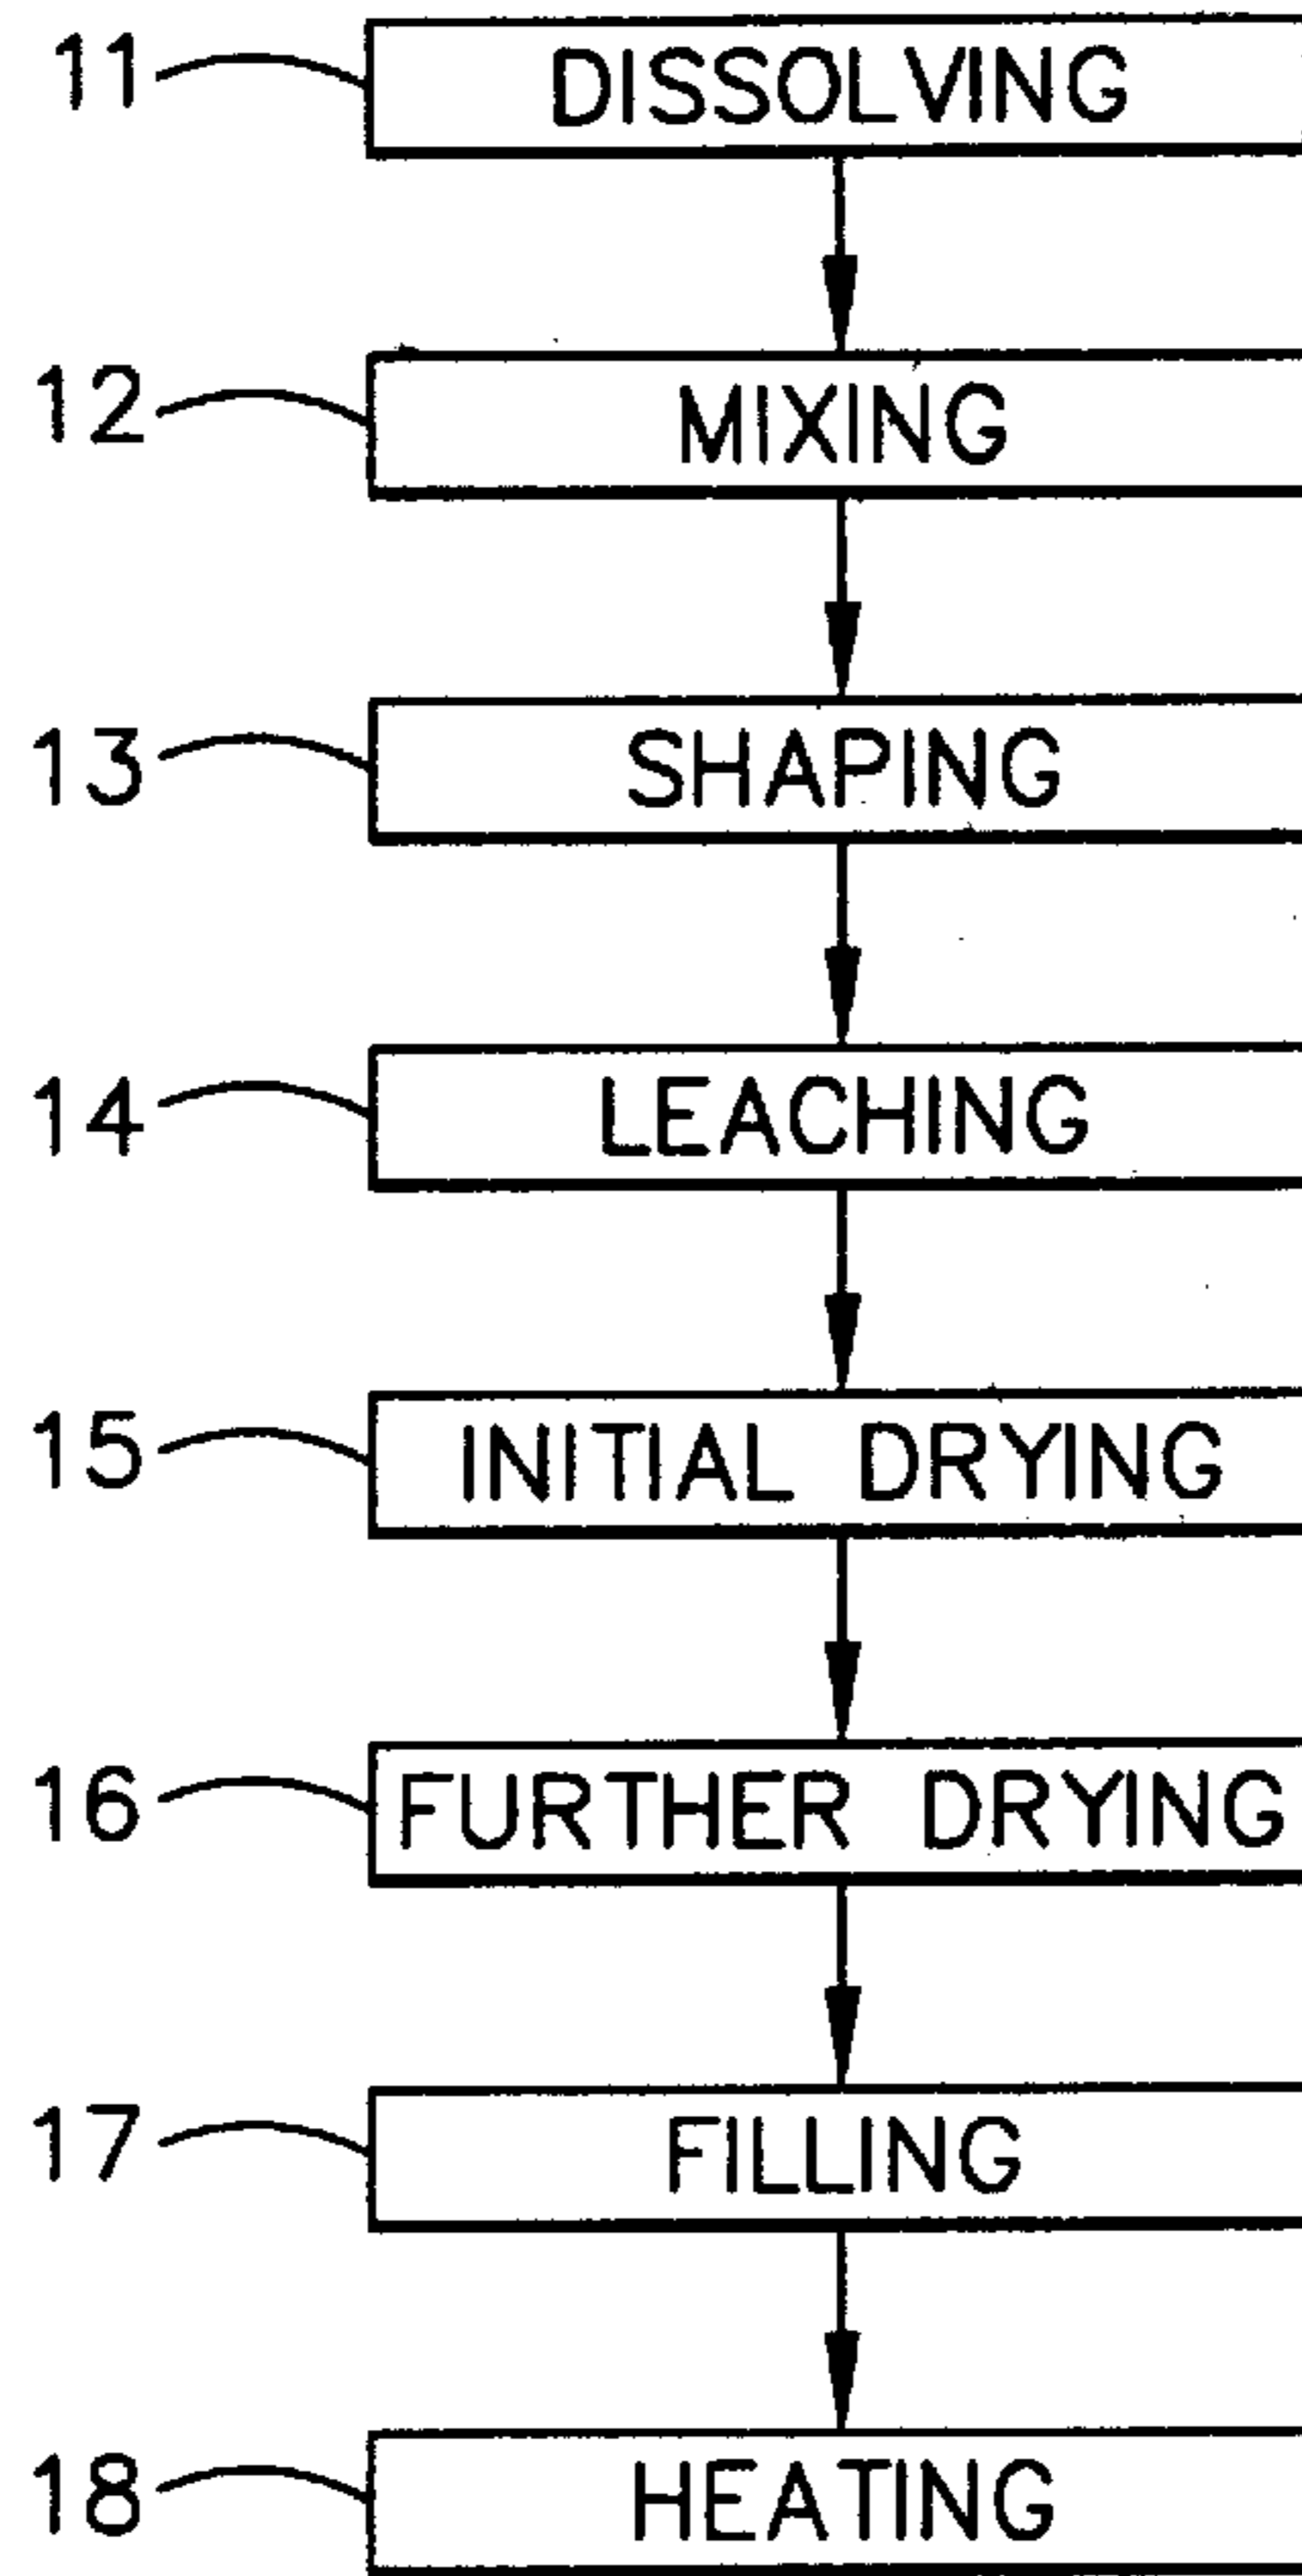 11 DISSOLVING
12 MIXING
13 SHAPING
14 LEACHING
15 INITIAL DRYING
16 FURTHER DRYING
17 FILLING
18 HEATING